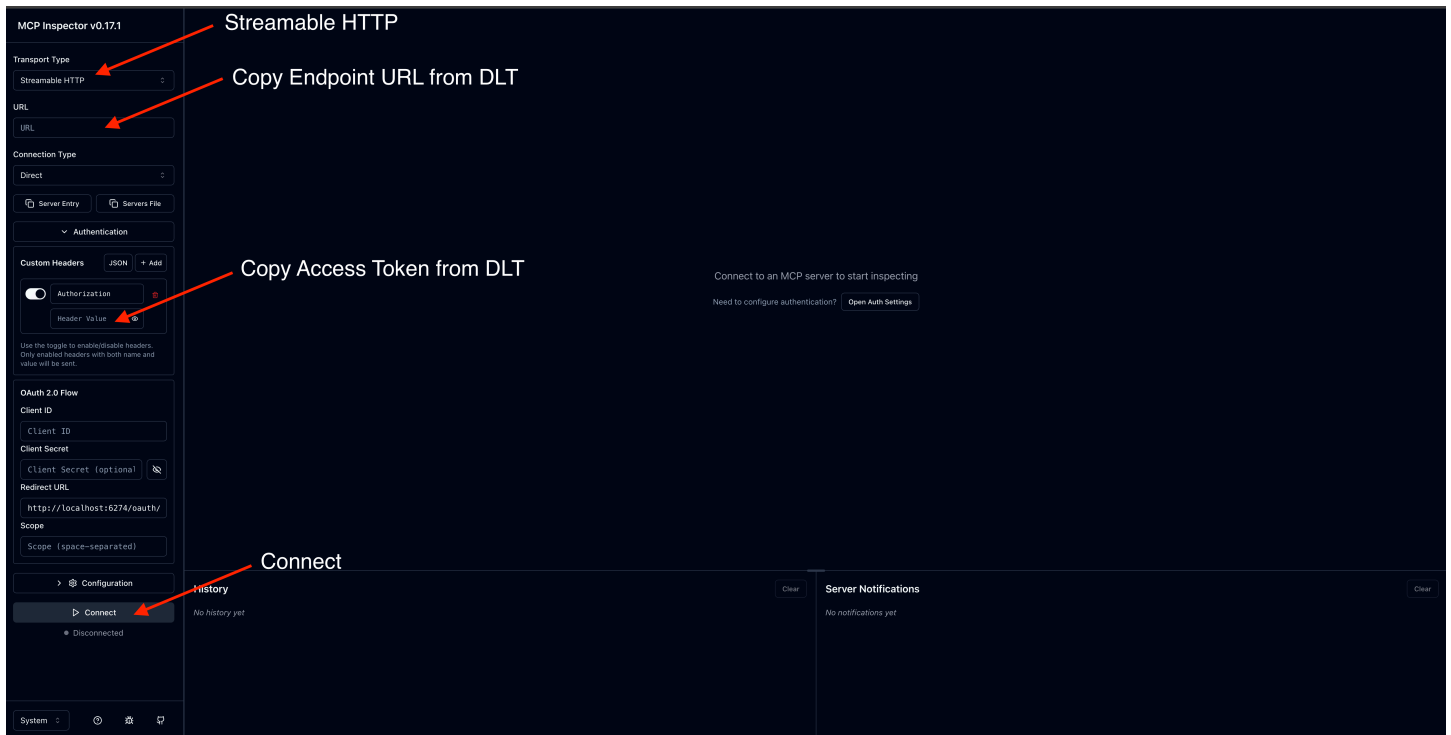 MCP Inspector v0.17.1
Streamable HTTP
Transport Type
Streamable HTTP
Copy Endpoint URL from DLT
URL
URL
Connection Type
Direct
Server Entry
Servers File
Authentication
Custom Headers
JSON
+ Add
Copy Access Token from DLT
Authorization
Header Value
Use the toggle to enable/disable headers.
Only enabled headers with both name and
value will be sent.
Connect to an MCP server to start inspecting
Need to configure authentication?
Open Auth Settings
OAuth 2.0 Flow
Client ID
Client ID
Client Secret
Client Secret (optional
Redirect URL
http://localhost:6274/oauth/
Scope
Scope (space-separated)
Connect
Configuration
Connect
Disconnected
History
Clear
No history yet
Server Notifications
Clear
No notifications yet
System